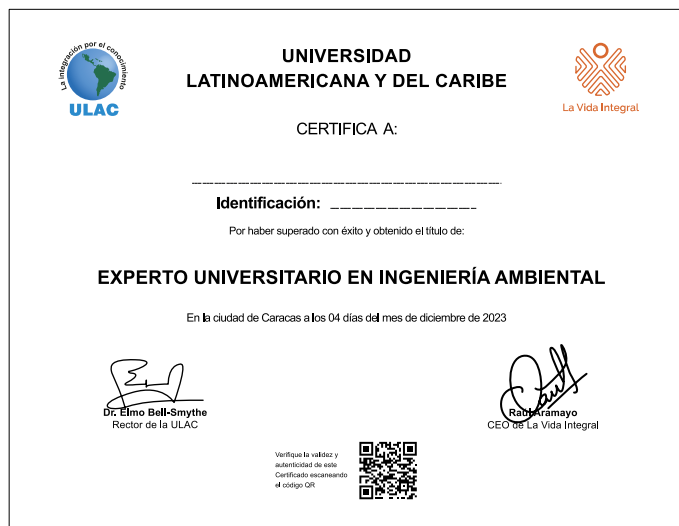 La integración por el conocimiento
ULAC
UNIVERSIDAD
LATINOAMERICANA Y DEL CARIBE
La Vida Integral
CERTIFICA A:
Identificación:
Por haber superado con éxito y obtenido el título de:
EXPERTO UNIVERSITARIO EN INGENIERÍA AMBIENTAL
En la ciudad de Caracas a los 04 días del mes de diciembre de 2023
Dr. Elmo Bell-Smythe
Rector de la ULAC
Raúl Aramayo
CEO de La Vida Integral
Verifique la validez y
autenticidad de este
Certificado escaneando
el código QR